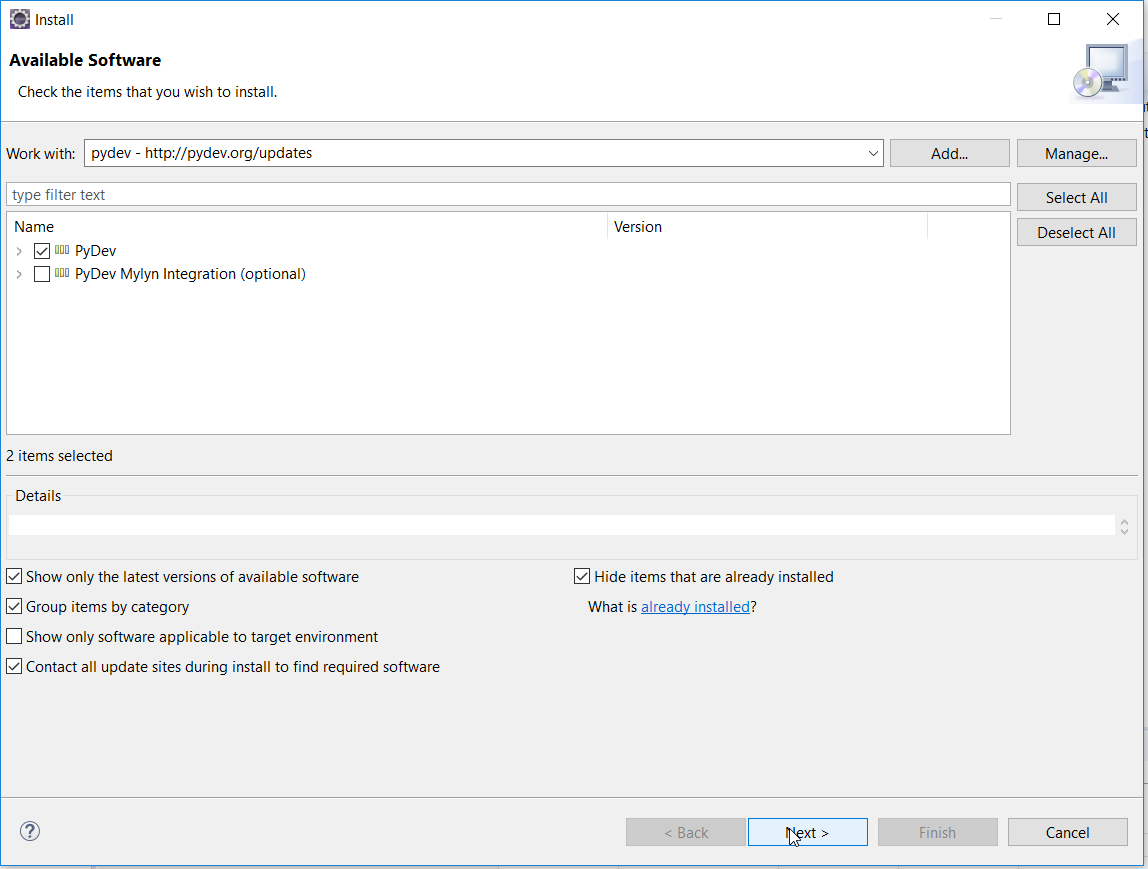 Install
Available Software
Check the items that you wish to install.
Work with: pydev - http://pydev.org/updates Add... Manage...
type filter text Select All
Name Version Deselect All
PyDev
PyDev Mylyn Integration (optional)
2 items selected
Details
Show only the latest versions of available software Hide items that are already installed
Group items by category What is already installed?
Show only software applicable to target environment
Contact all update sites during install to find required software
? < Back Next > Finish Cancel